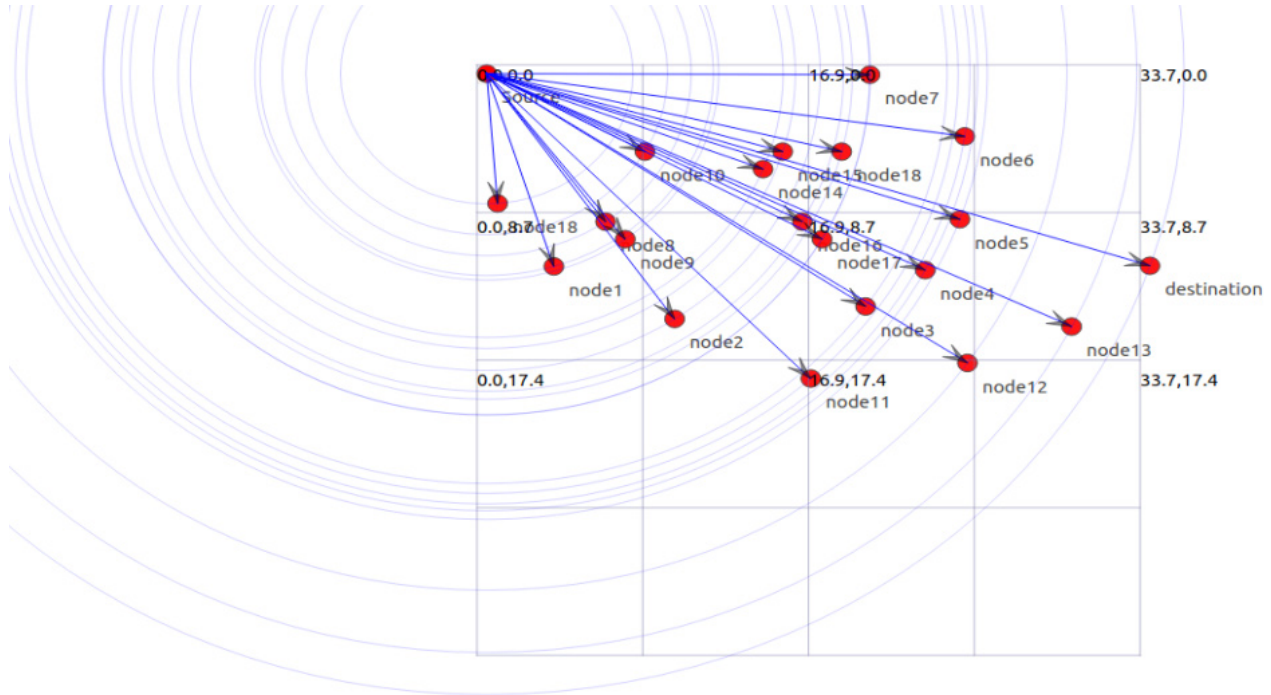 0.0,0.0
16.9,0.0
33.7,0.0
Source
node7
node6
node10
node15
node18
node14
0.0,8.7
node18
16.9,8.7
33.7,8.7
node8
node16
node5
node9
node17
node1
node4
destination
node3
node2
node13
0.0,17.4
16.9,17.4
33.7,17.4
node12
node11